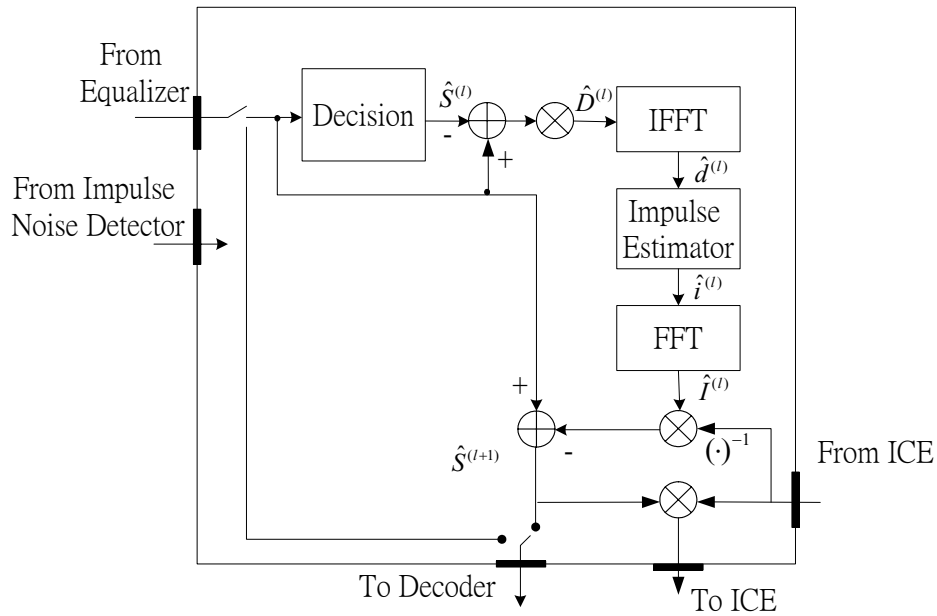 From
Equalizer
Decision
Ŝ⁽ˡ⁾
-
+
D̂⁽ˡ⁾
IFFT
d̂⁽ˡ⁾
From Impulse
Noise Detector
Impulse
Estimator
î⁽ˡ⁾
FFT
Î⁽ˡ⁾
+
-
Ŝ⁽ˡ⁺¹⁾
(·)⁻¹
From ICE
To Decoder
To ICE